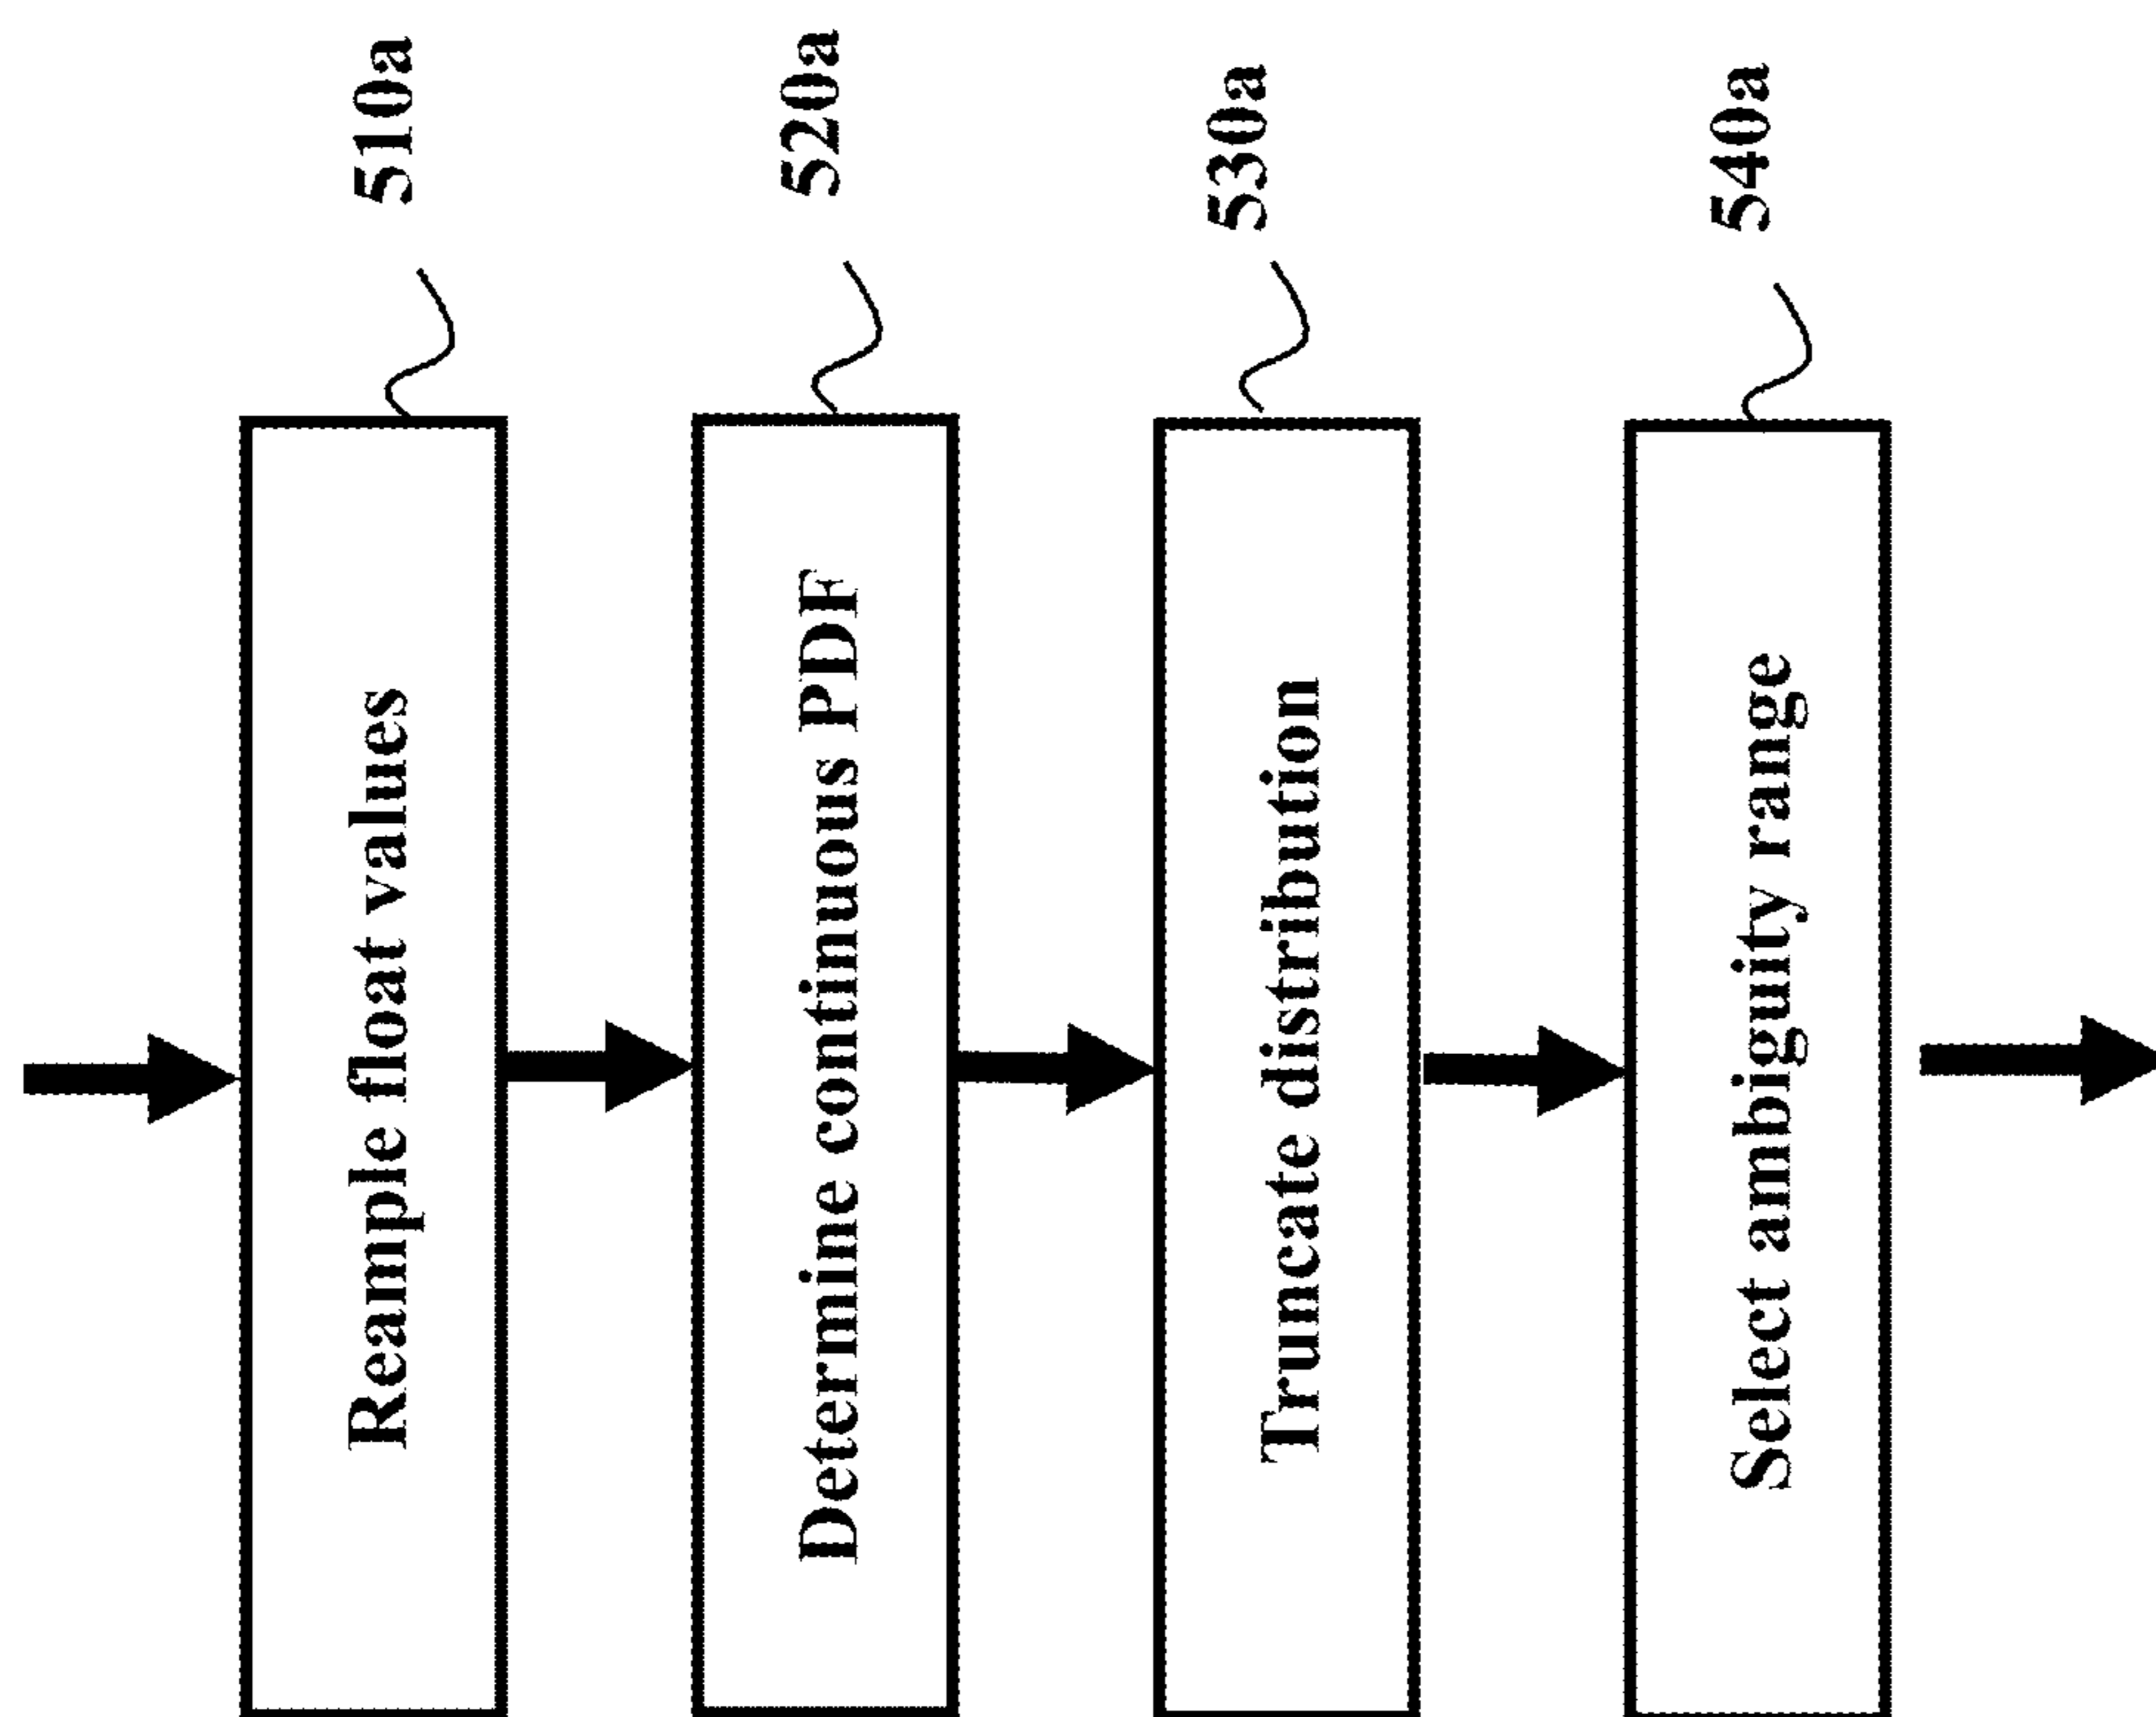 Reample float values
510a
Determine continuous PDF
520a
Truncate distribution
530a
Select ambiguity range
540a